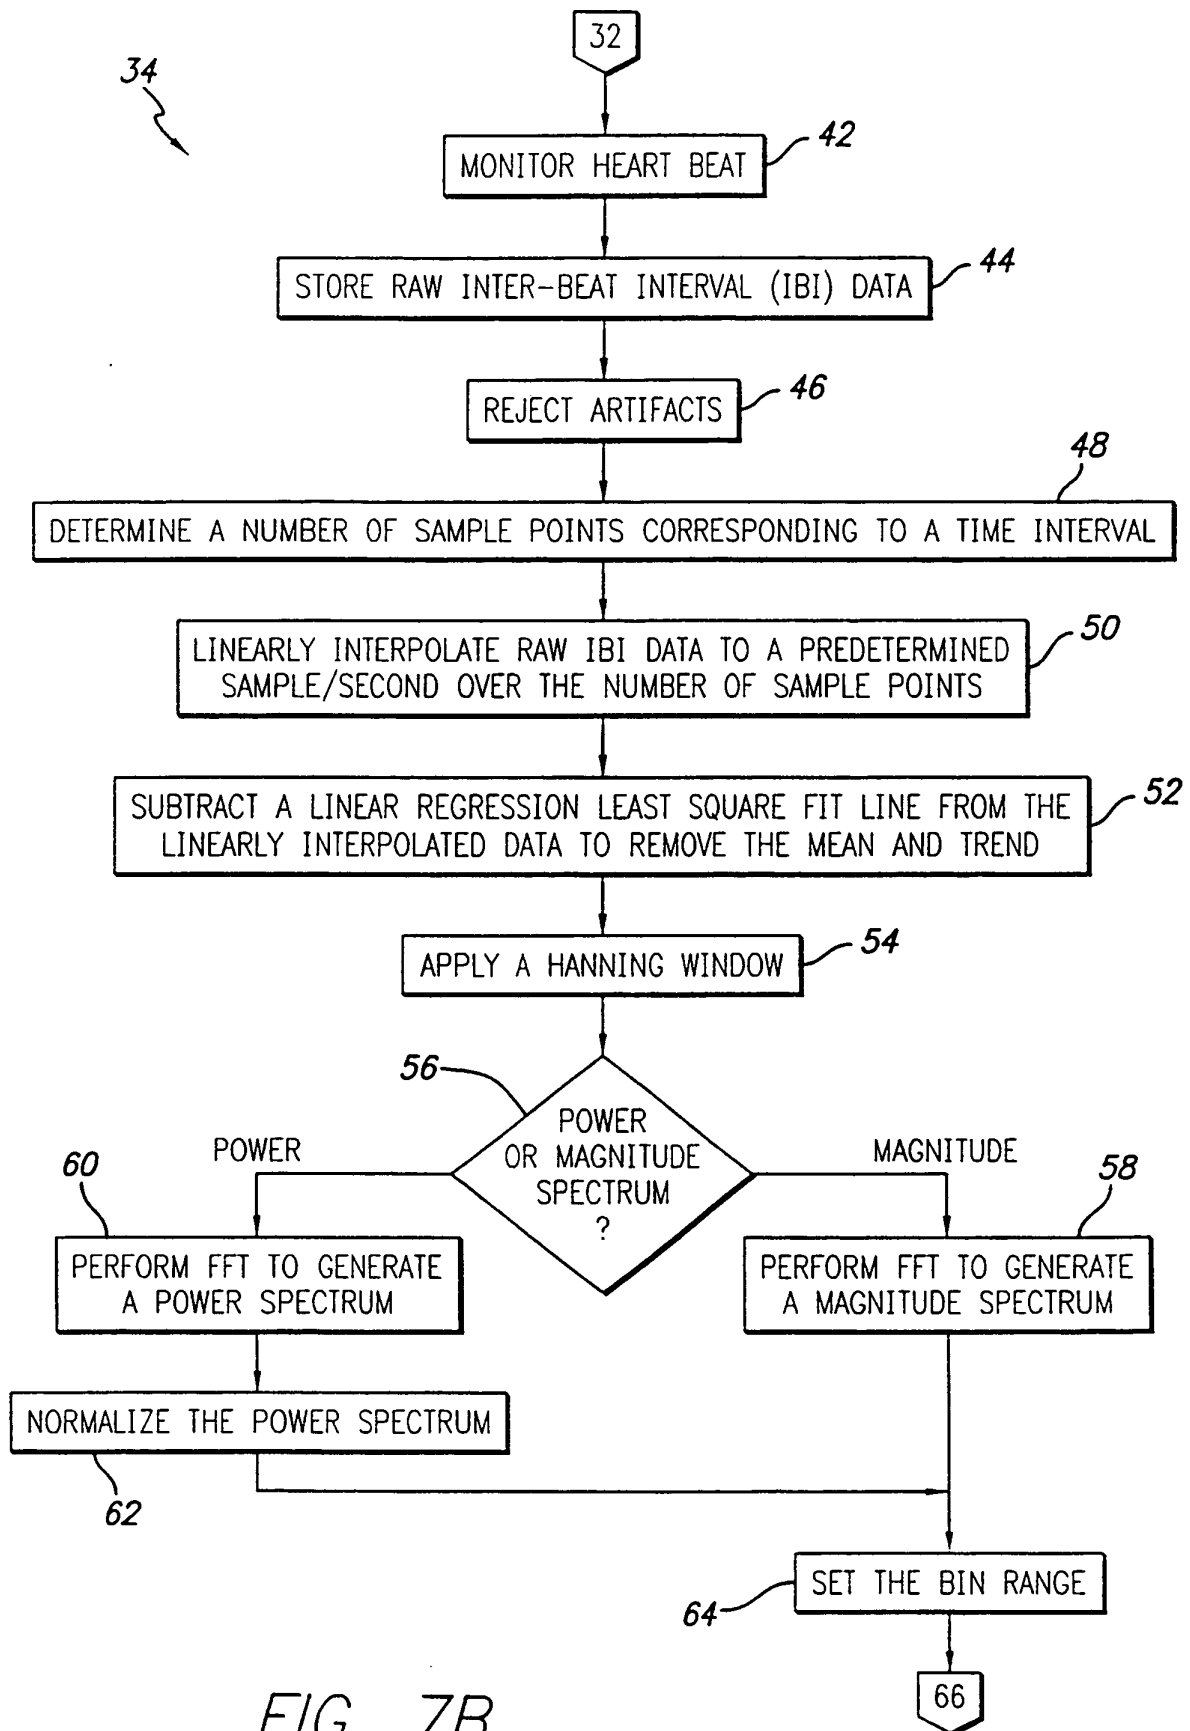 32
34
MONITOR HEART BEAT
42
STORE RAW INTER-BEAT INTERVAL (IBI) DATA
44
REJECT ARTIFACTS
46
48
DETERMINE A NUMBER OF SAMPLE POINTS CORRESPONDING TO A TIME INTERVAL
LINEARLY INTERPOLATE RAW IBI DATA TO A PREDETERMINED
SAMPLE/SECOND OVER THE NUMBER OF SAMPLE POINTS
50
SUBTRACT A LINEAR REGRESSION LEAST SQUARE FIT LINE FROM THE
LINEARLY INTERPOLATED DATA TO REMOVE THE MEAN AND TREND
52
APPLY A HANNING WINDOW
54
56
POWER
OR MAGNITUDE
SPECTRUM
?
POWER
MAGNITUDE
60
PERFORM FFT TO GENERATE
A POWER SPECTRUM
58
PERFORM FFT TO GENERATE
A MAGNITUDE SPECTRUM
NORMALIZE THE POWER SPECTRUM
62
SET THE BIN RANGE
64
66
FIG. 7B